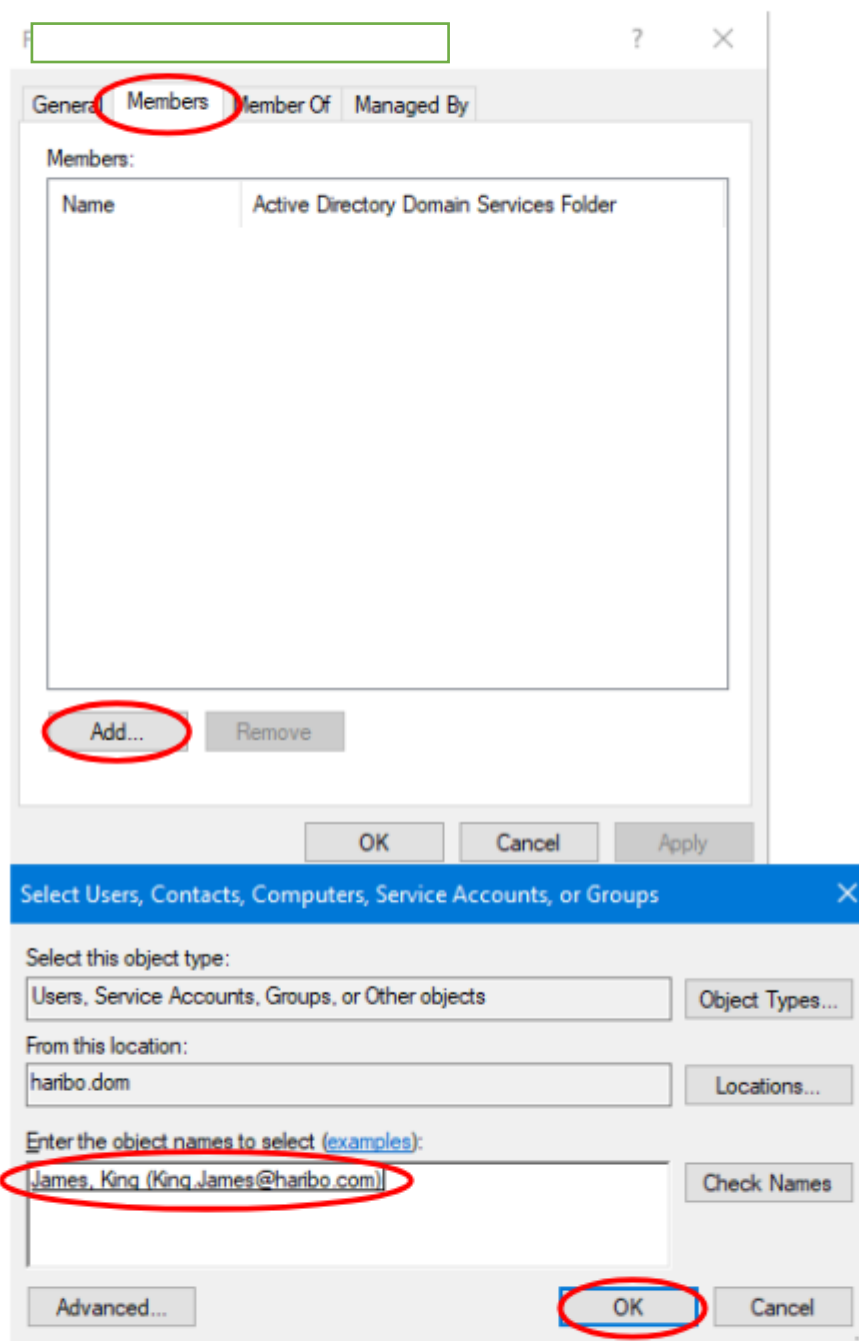 ?
General Members Member Of Managed By
Members:
Name Active Directory Domain Services Folder
Add... Remove
OK Cancel Apply
Select Users, Contacts, Computers, Service Accounts, or Groups
Select this object type:
Users, Service Accounts, Groups, or Other objects
Object Types...
From this location:
haribo.dom
Locations...
Enter the object names to select (examples):
James, King (King.James@haribo.com)
Check Names
Advanced... OK Cancel